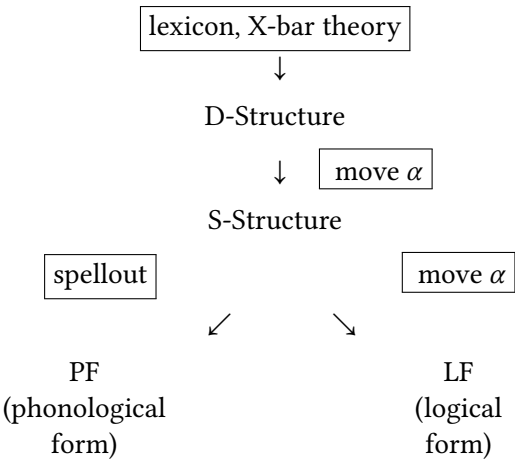 lexicon, X-bar theory
↓
D-Structure
↓ move α
S-Structure
spellout move α
↙ ↘
PF LF
(phonological (logical
form) form)